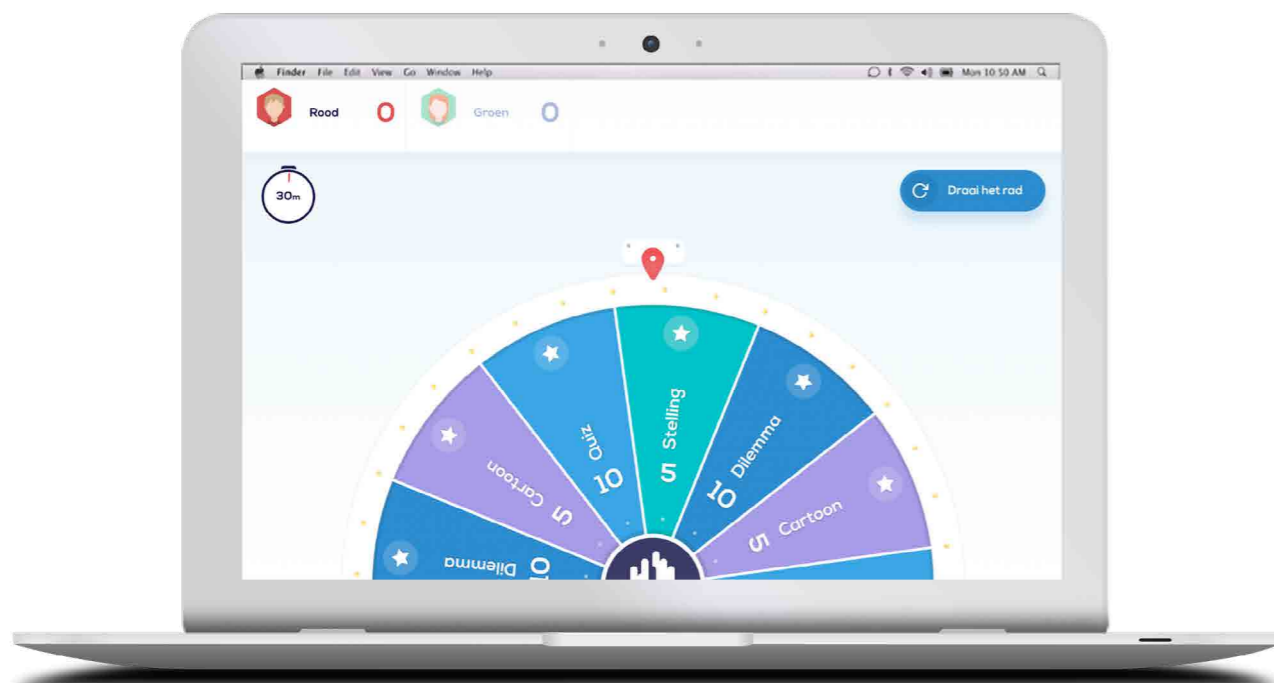 Finder File Edit View Go Window Help Mon 10:50 AM
Rood 0 Groen 0
30m
Draai het rad
Dilemma 10
Cartoon 5
Quiz 10
Stelling 5
Dilemma 10
Cartoon 5